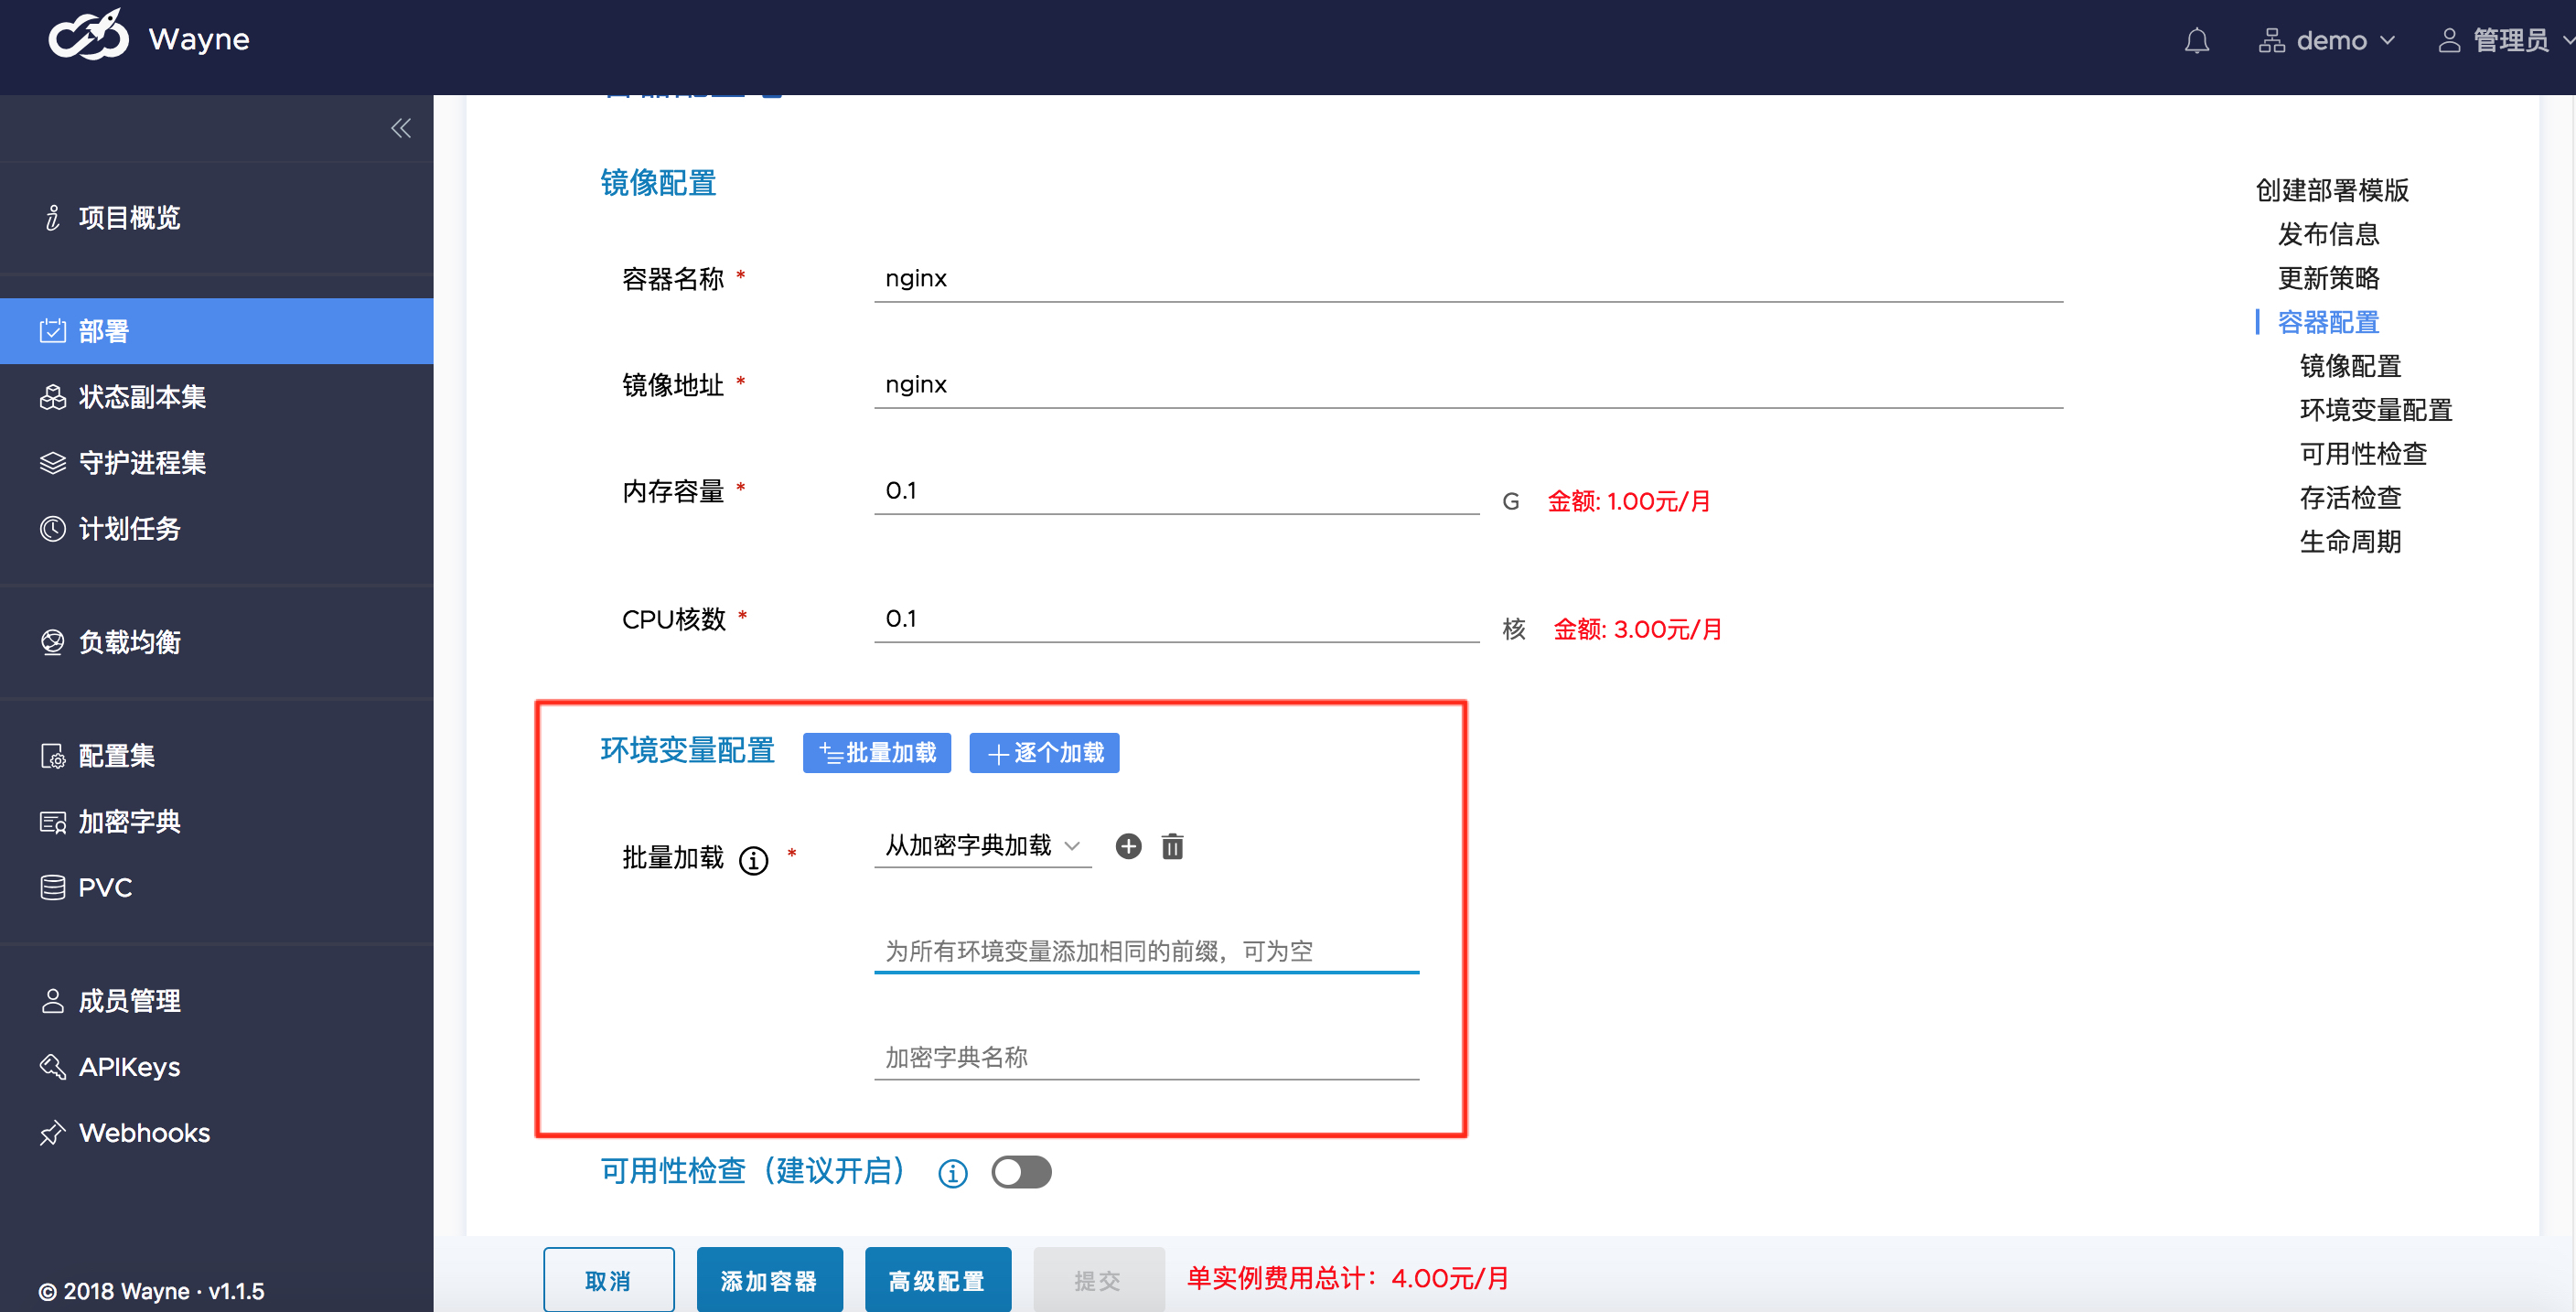 Wayne
demo
管理员
项目概览
部署
状态副本集
守护进程集
计划任务
负载均衡
配置集
加密字典
PVC
成员管理
APIKeys
Webhooks
© 2018 Wayne · v1.1.5
镜像配置
容器名称 * nginx
镜像地址 * nginx
内存容量 * 0.1 G 金额: 1.00元/月
CPU核数 * 0.1 核 金额: 3.00元/月
环境变量配置 批量加载 逐个加载
批量加载 * 从加密字典加载
为所有环境变量添加相同的前缀，可为空
加密字典名称
可用性检查（建议开启）
取消 添加容器 高级配置 提交 单实例费用总计：4.00元/月
创建部署模版
发布信息
更新策略
容器配置
镜像配置
环境变量配置
可用性检查
存活检查
生命周期